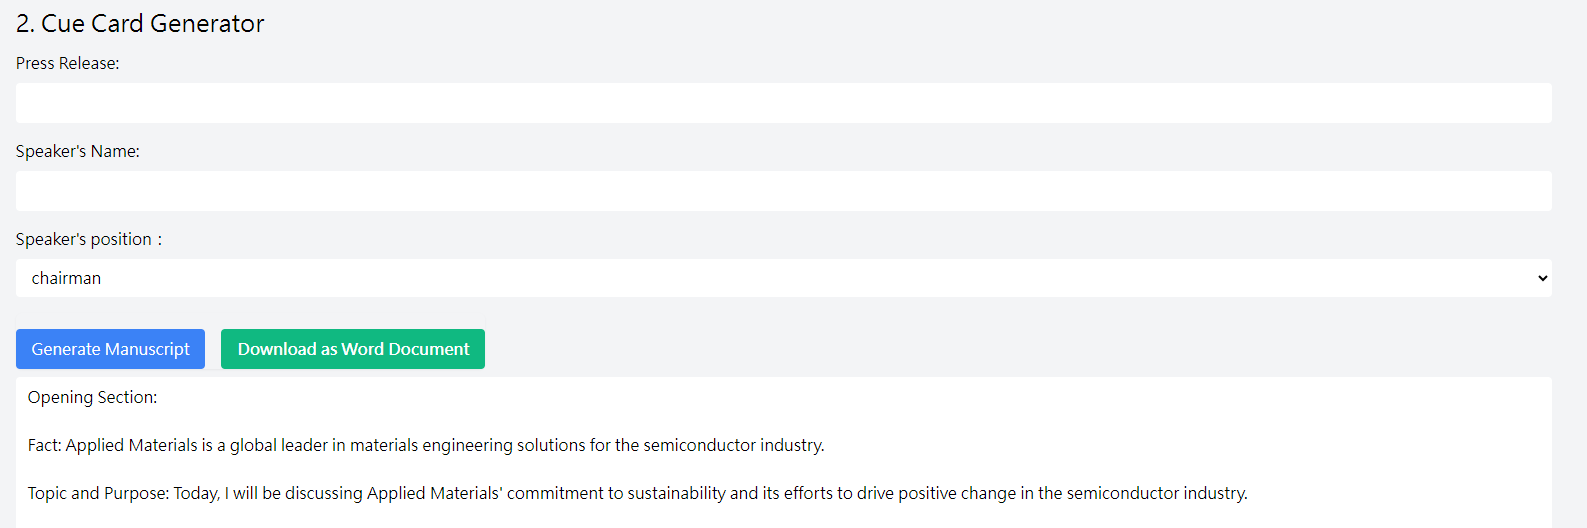 2. Cue Card Generator
Press Release:
Speaker's Name:
Speaker's position：
chairman
Generate Manuscript Download as Word Document
Opening Section:
Fact: Applied Materials is a global leader in materials engineering solutions for the semiconductor industry.
Topic and Purpose: Today, I will be discussing Applied Materials' commitment to sustainability and its efforts to drive positive change in the semiconductor industry.